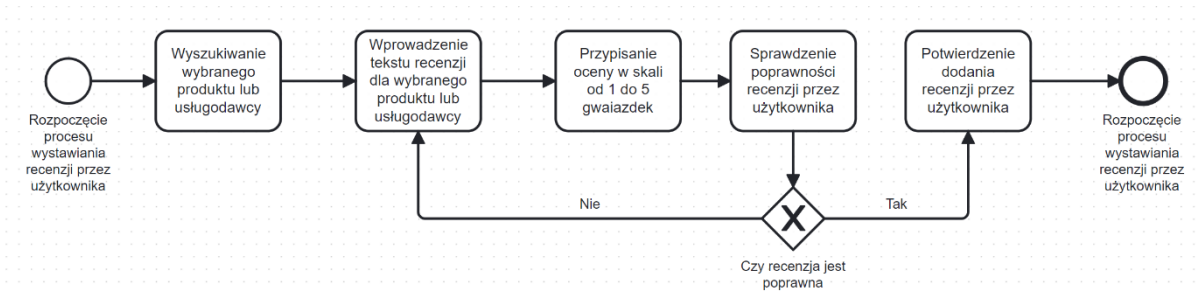 Rozpoczęcie
procesu
wystawiania
recenzji przez
użytkownika
Wyszukiwanie
wybranego
produktu lub
usługodawcy
Wprowadzenie
tekstu recenzji
dla wybranego
produktu lub
usługodawcy
Przypisanie
oceny w skali
od 1 do 5
gwaiazdek
Sprawdzenie
poprawności
recenzji przez
użytkownika
Potwierdzenie
dodania
recenzji przez
użytkownika
Rozpoczęcie
procesu
wystawiania
recenzji przez
użytkownika
Nie
Tak
Czy recenzja jest
poprawna